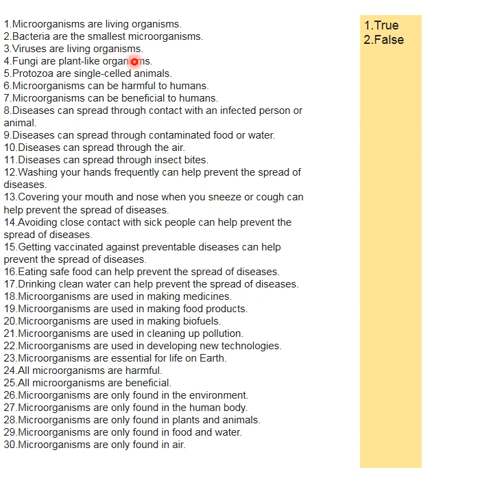 1.Microorganisms are living organisms.
2.Bacteria are the smallest microorganisms.
3.Viruses are living organisms.
4.Fungi are plant-like organisms.
5.Protozoa are single-celled animals.
6.Microorganisms can be harmful to humans.
7.Microorganisms can be beneficial to humans.
8.Diseases can spread through contact with an infected person or
animal.
9.Diseases can spread through contaminated food or water.
10.Diseases can spread through the air.
11.Diseases can spread through insect bites.
12.Washing your hands frequently can help prevent the spread of
diseases.
13.Covering your mouth and nose when you sneeze or cough can
help prevent the spread of diseases.
14.Avoiding close contact with sick people can help prevent the
spread of diseases.
15.Getting vaccinated against preventable diseases can help
prevent the spread of diseases.
16.Eating safe food can help prevent the spread of diseases.
17.Drinking clean water can help prevent the spread of diseases.
18.Microorganisms are used in making medicines.
19.Microorganisms are used in making food products.
20.Microorganisms are used in making biofuels.
21.Microorganisms are used in cleaning up pollution.
22.Microorganisms are used in developing new technologies.
23.Microorganisms are essential for life on Earth.
24.All microorganisms are harmful.
25.All microorganisms are beneficial.
26.Microorganisms are only found in the environment.
27.Microorganisms are only found in the human body.
28.Microorganisms are only found in plants and animals.
29.Microorganisms are only found in food and water.
30.Microorganisms are only found in air.
1.True
2.False